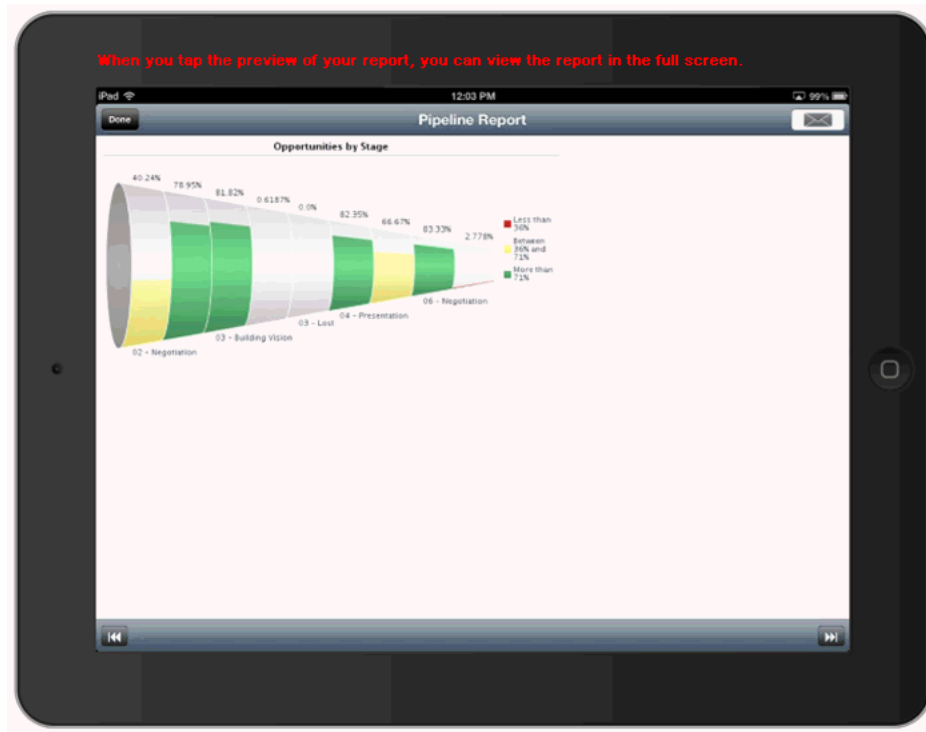 When you tap the preview of your report, you can view the report in the full screen.
iPad
12:03 PM
99%
Done
Pipeline Report
Opportunities by Stage
40.24%
78.95%
81.82%
0.6187%
0.0%
82.35%
66.67%
83.33%
2.778%
Less than
36%
Between
36% and
71%
More than
71%
06 - Negotiation
04 - Presentation
03 - Lost
03 - Building Vision
02 - Negotiation